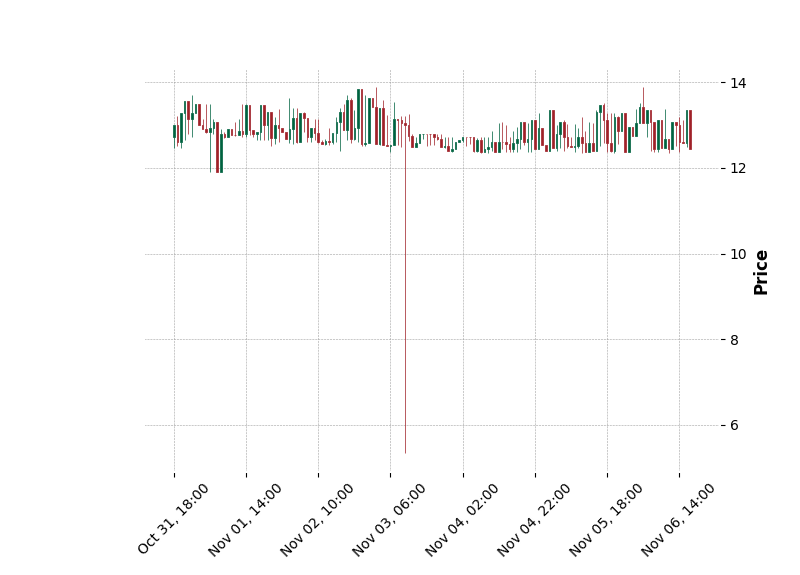 14
12
10
8
6
Price
Oct 31, 18:00
Nov 01, 14:00
Nov 02, 10:00
Nov 03, 06:00
Nov 04, 02:00
Nov 04, 22:00
Nov 05, 18:00
Nov 06, 14:00